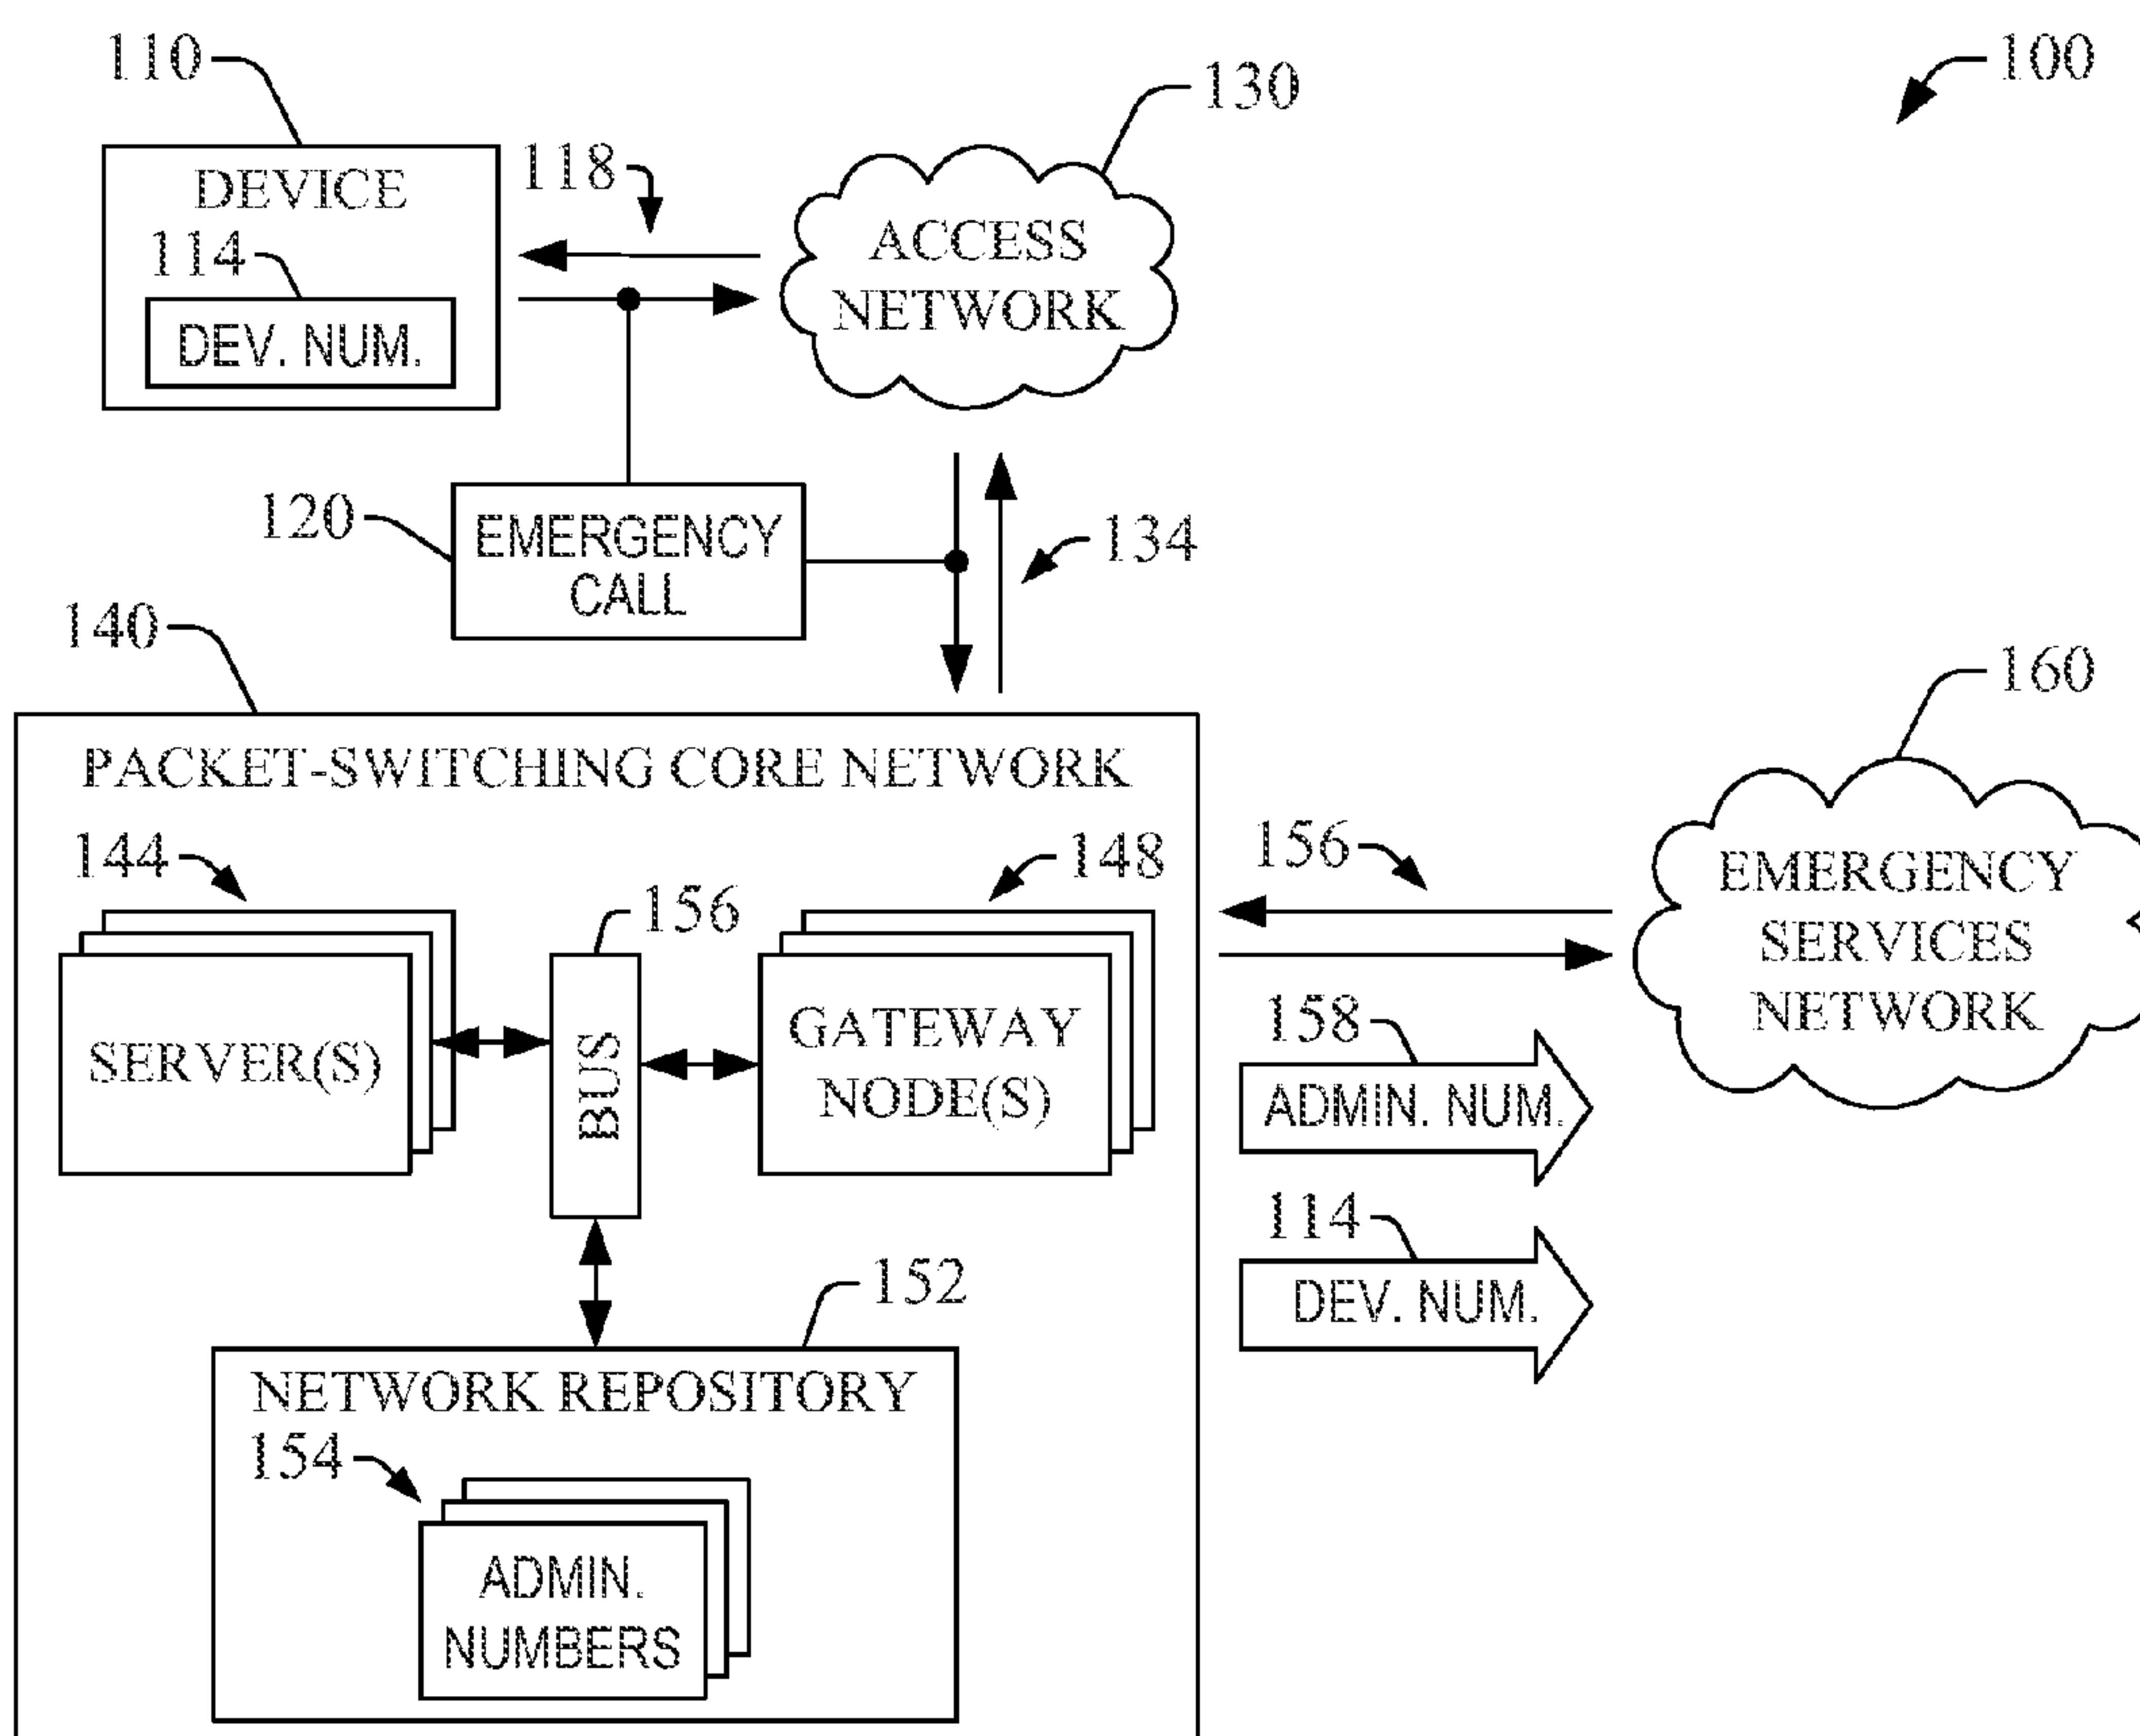 100
110
130
118
DEVICE
114
DEV. NUM.
ACCESS
NETWORK
120
EMERGENCY
CALL
134
140
160
PACKET-SWITCHING CORE NETWORK
144
156
148
SERVER(S)
BUS
GATEWAY
NODE(S)
156
EMERGENCY
SERVICES
NETWORK
158
ADMIN. NUM.
114
DEV. NUM.
152
NETWORK REPOSITORY
154
ADMIN.
NUMBERS